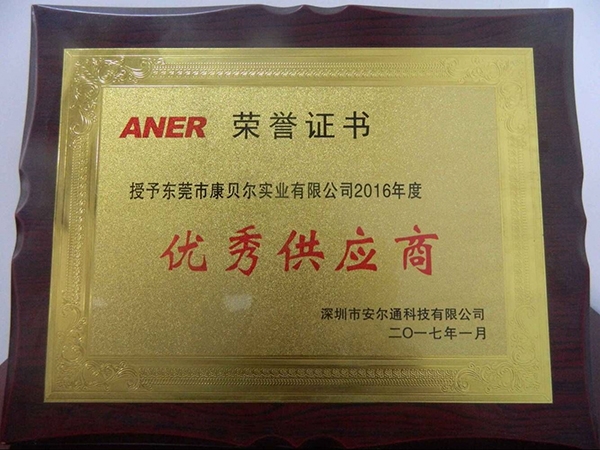 ANER 荣誉证书
授予东莞市康贝尔实业有限公司2016年度
优秀供应商
深圳市安尔通科技有限公司
二〇一七年一月